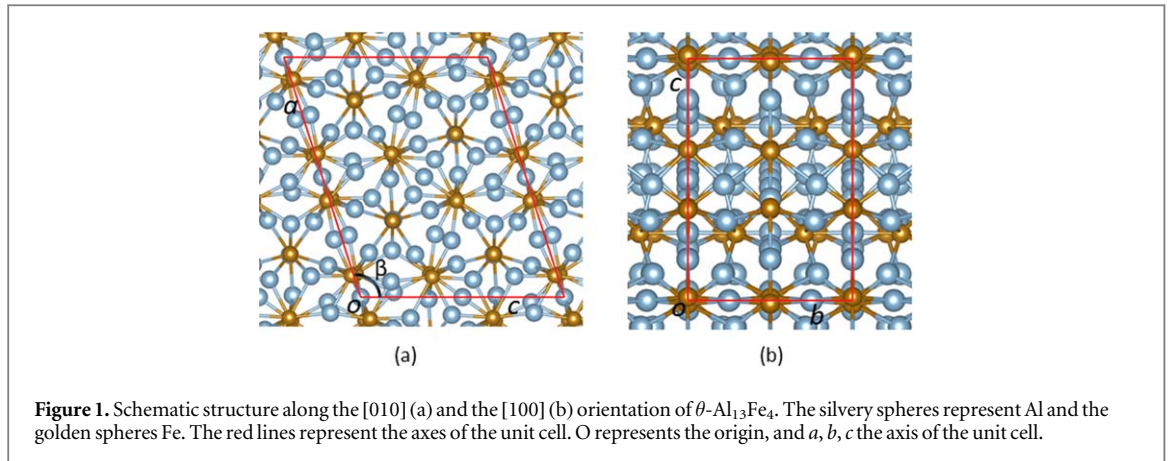 a
β
o
c
c
o
b
(a)
(b)
Figure 1. Schematic structure along the [010] (a) and the [100] (b) orientation of θ-Al₁₃Fe₄. The silvery spheres represent Al and the
golden spheres Fe. The red lines represent the axes of the unit cell. O represents the origin, and a, b, c the axis of the unit cell.